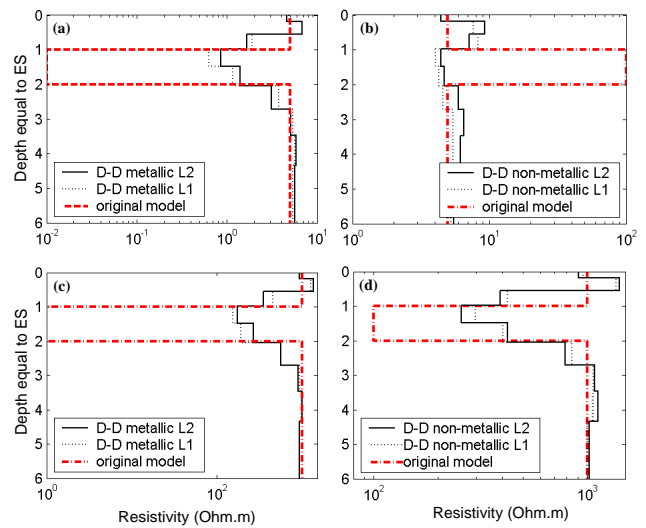 (a)
Depth equal to ES
0
1
2
3
4
5
6
D-D metallic L2
D-D metallic L1
original model
10^-2
10^-1
10^0
10^1
(b)
0
1
2
3
4
5
6
D-D non-metallic L2
D-D non-metallic L1
original model
10^0
10^1
10^2
(c)
Depth equal to ES
0
1
2
3
4
5
6
D-D metallic L2
D-D metallic L1
original model
10^0
10^2
Resistivity (Ohm.m)
(d)
0
1
2
3
4
5
6
D-D non-metallic L2
D-D non-metallic L1
original model
10^2
10^3
Resistivity (Ohm.m)